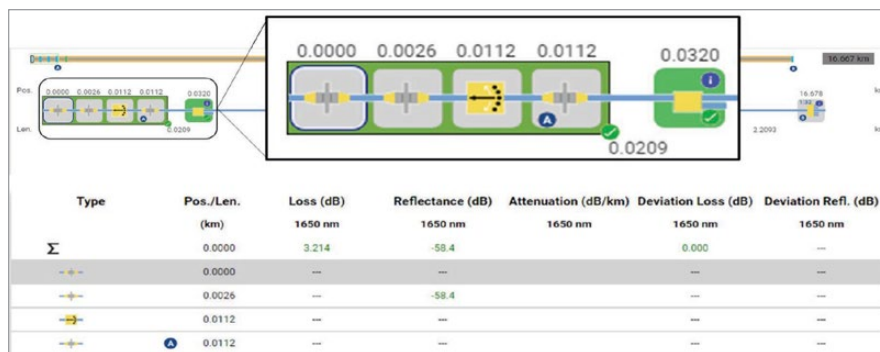 0.0000 0.0026 0.0112 0.0112 0.0320
A
i
0.0209
16.667 km
Pos. 0.0000 0.0026 0.0112 0.0112 0.0320 16.678
A
Len. 0.0209 2.2093
Type Pos./Len. Loss (dB) Reflectance (dB) Attenuation (dB/km) Deviation Loss (dB) Deviation Refl. (dB)
(km) 1650 nm 1650 nm 1650 nm 1650 nm 1650 nm
Σ 0.0000 3.214 -58.4 0.000 ---
0.0000 --- --- --- ---
0.0026 --- -58.4 --- ---
0.0112 --- --- --- ---
A 0.0112 --- --- --- ---